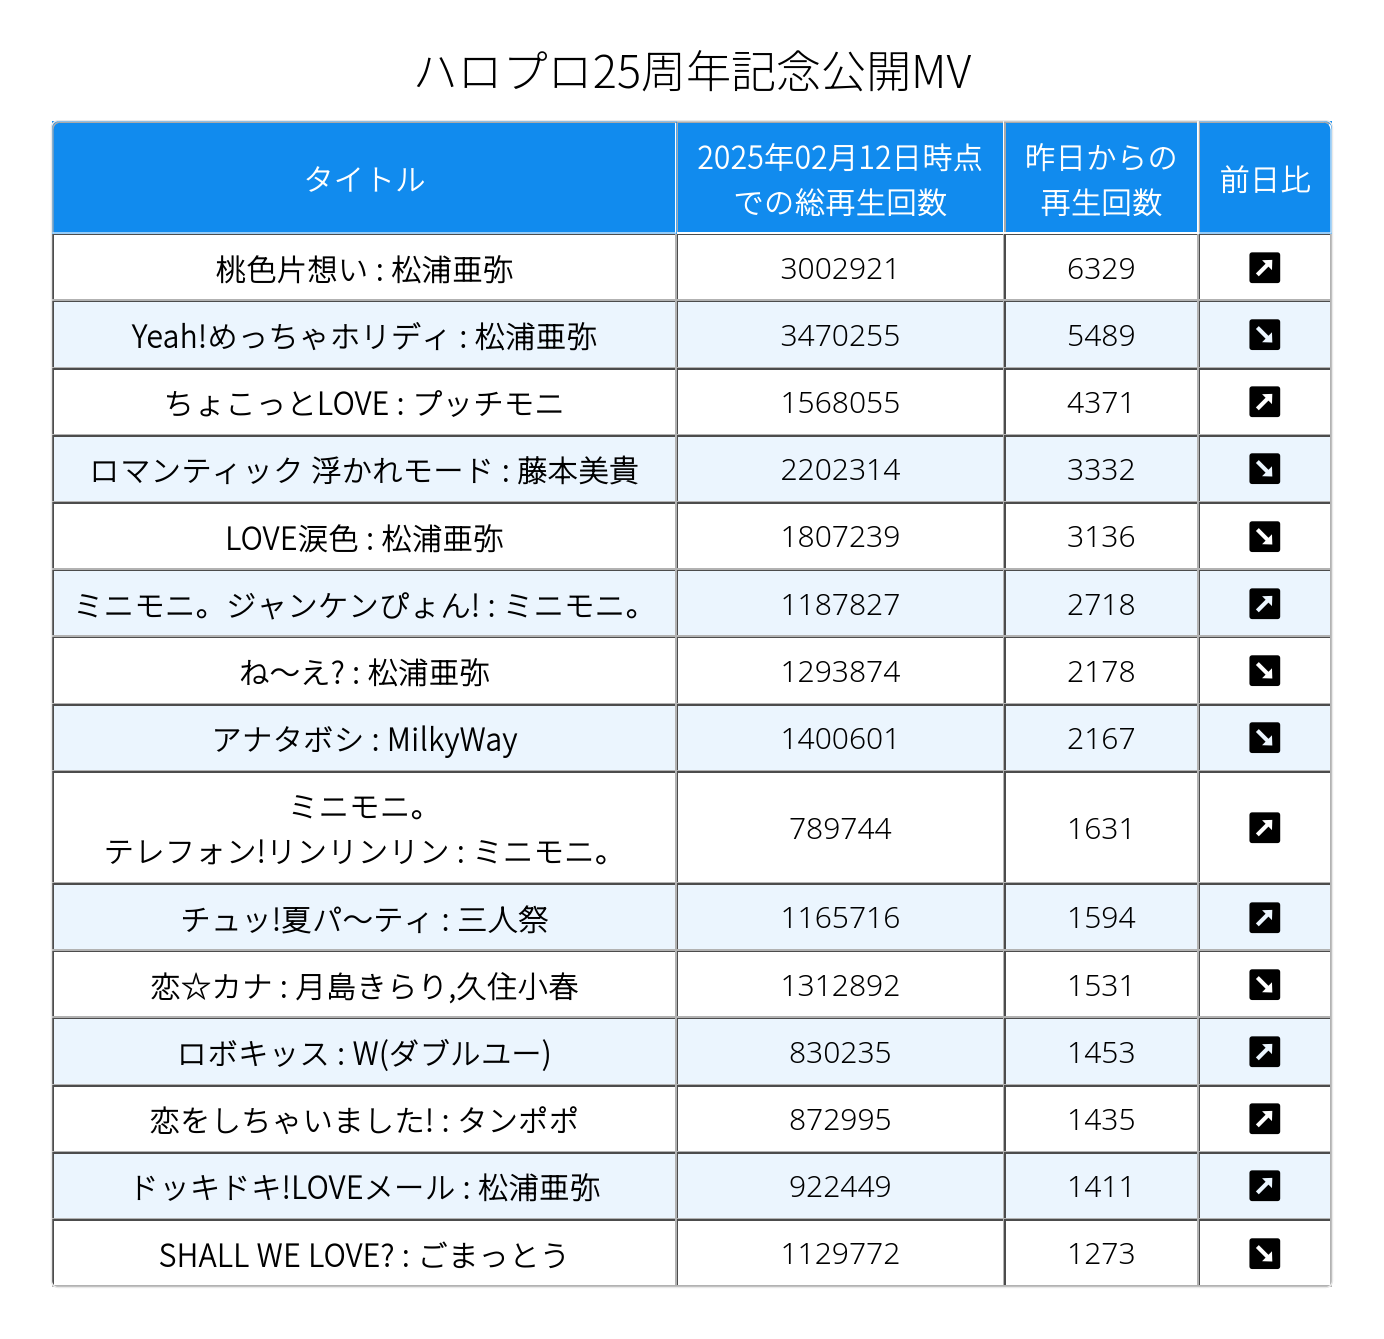 ハロプロ25周年記念公開MV
タイトル
2025年02月12日時点
での総再生回数
昨日からの
再生回数
前日比
桃色片想い : 松浦亜弥 3002921 6329 ↗
Yeah!めっちゃホリディ : 松浦亜弥 3470255 5489 ↘
ちょこっとLOVE : プッチモニ 1568055 4371 ↗
ロマンティック 浮かれモード : 藤本美貴 2202314 3332 ↘
LOVE涙色 : 松浦亜弥 1807239 3136 ↘
ミニモニ。ジャンケンぴょん! : ミニモニ。 1187827 2718 ↗
ね〜え? : 松浦亜弥 1293874 2178 ↘
アナタボシ : MilkyWay 1400601 2167 ↘
ミニモニ。
テレフォン!リンリンリン : ミニモニ。 789744 1631 ↗
チュッ!夏パ〜ティ : 三人祭 1165716 1594 ↗
恋☆カナ : 月島きらり,久住小春 1312892 1531 ↘
ロボキッス : W(ダブルユー) 830235 1453 ↗
恋をしちゃいました! : タンポポ 872995 1435 ↗
ドッキドキ!LOVEメール : 松浦亜弥 922449 1411 ↗
SHALL WE LOVE? : ごまっとう 1129772 1273 ↘